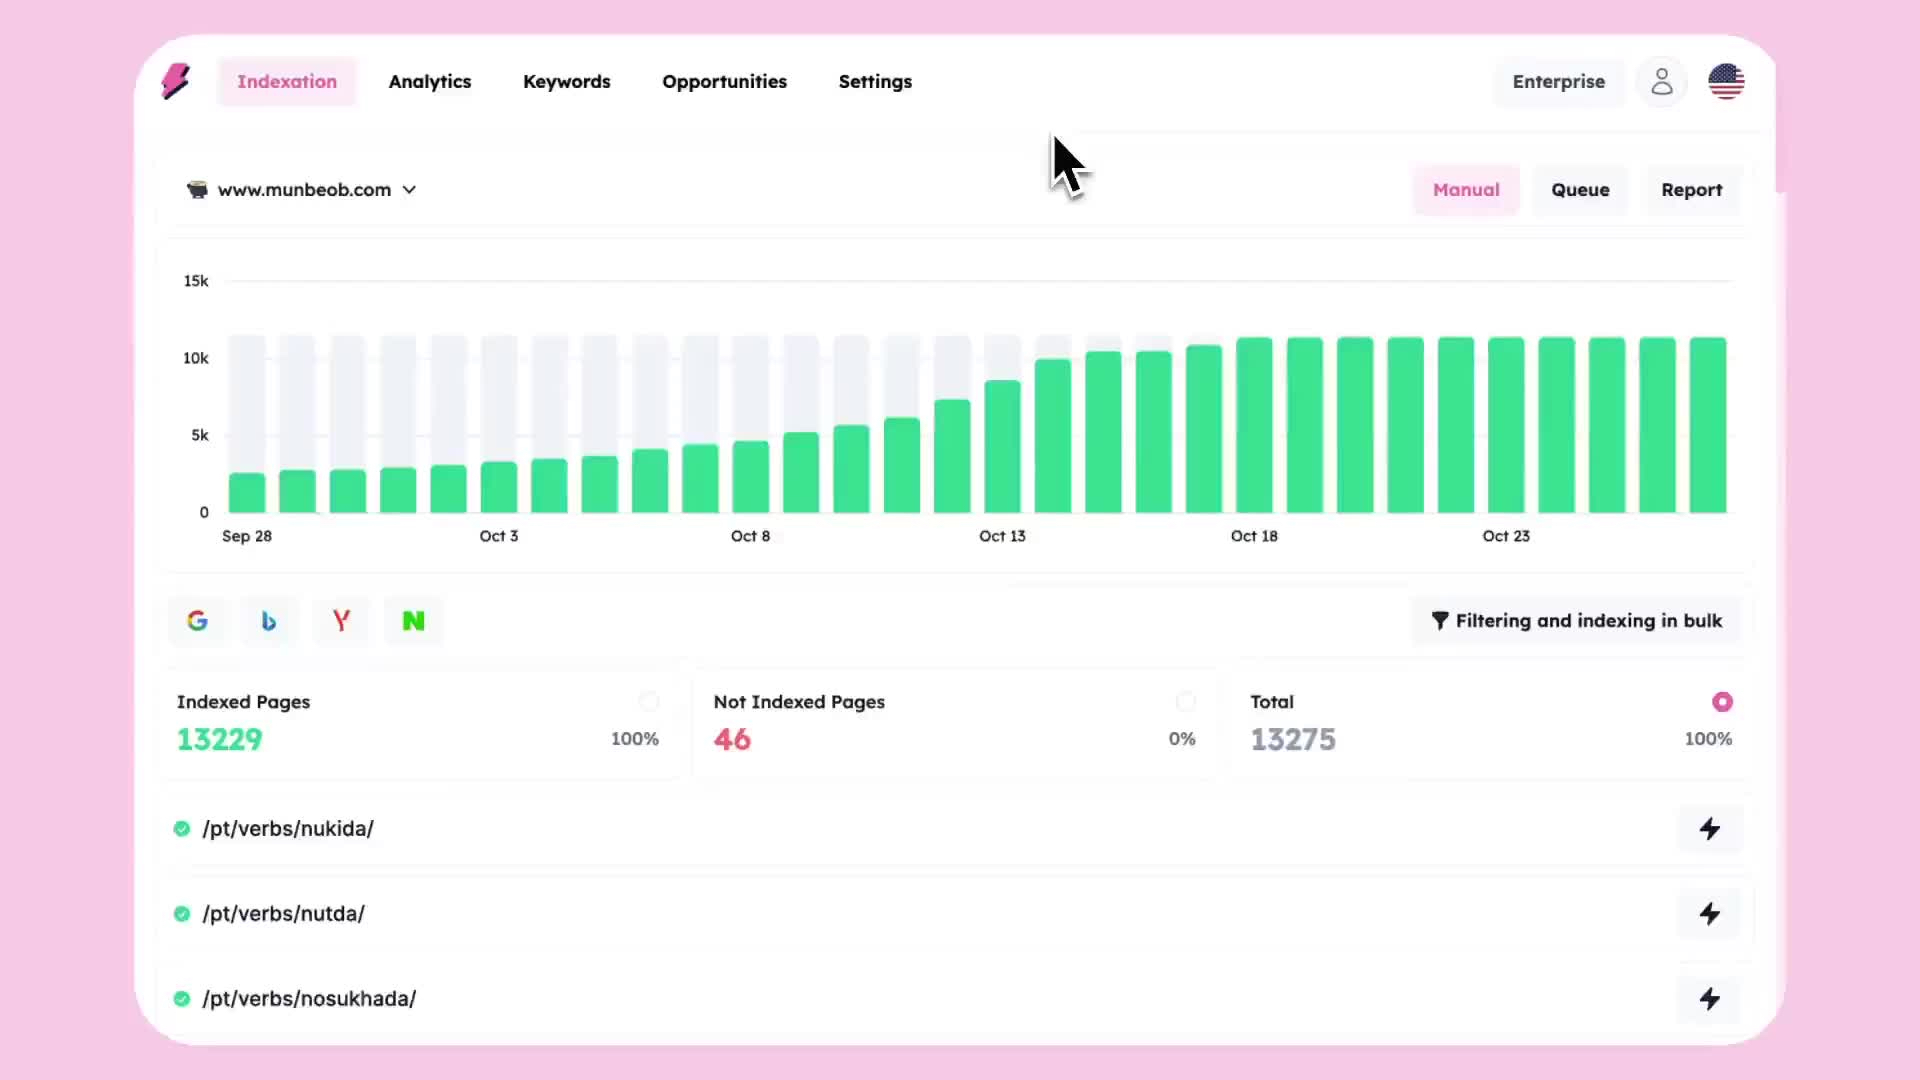 Indexation Analytics Keywords Opportunities Settings Enterprise
www.munbeob.com Manual Queue Report
15k
10k
5k
0
Sep 28 Oct 3 Oct 8 Oct 13 Oct 18 Oct 23
Filtering and indexing in bulk
Indexed Pages Not Indexed Pages Total
13229 100% 46 0% 13275 100%
/pt/verbs/nukida/
/pt/verbs/nutda/
/pt/verbs/nosukhada/